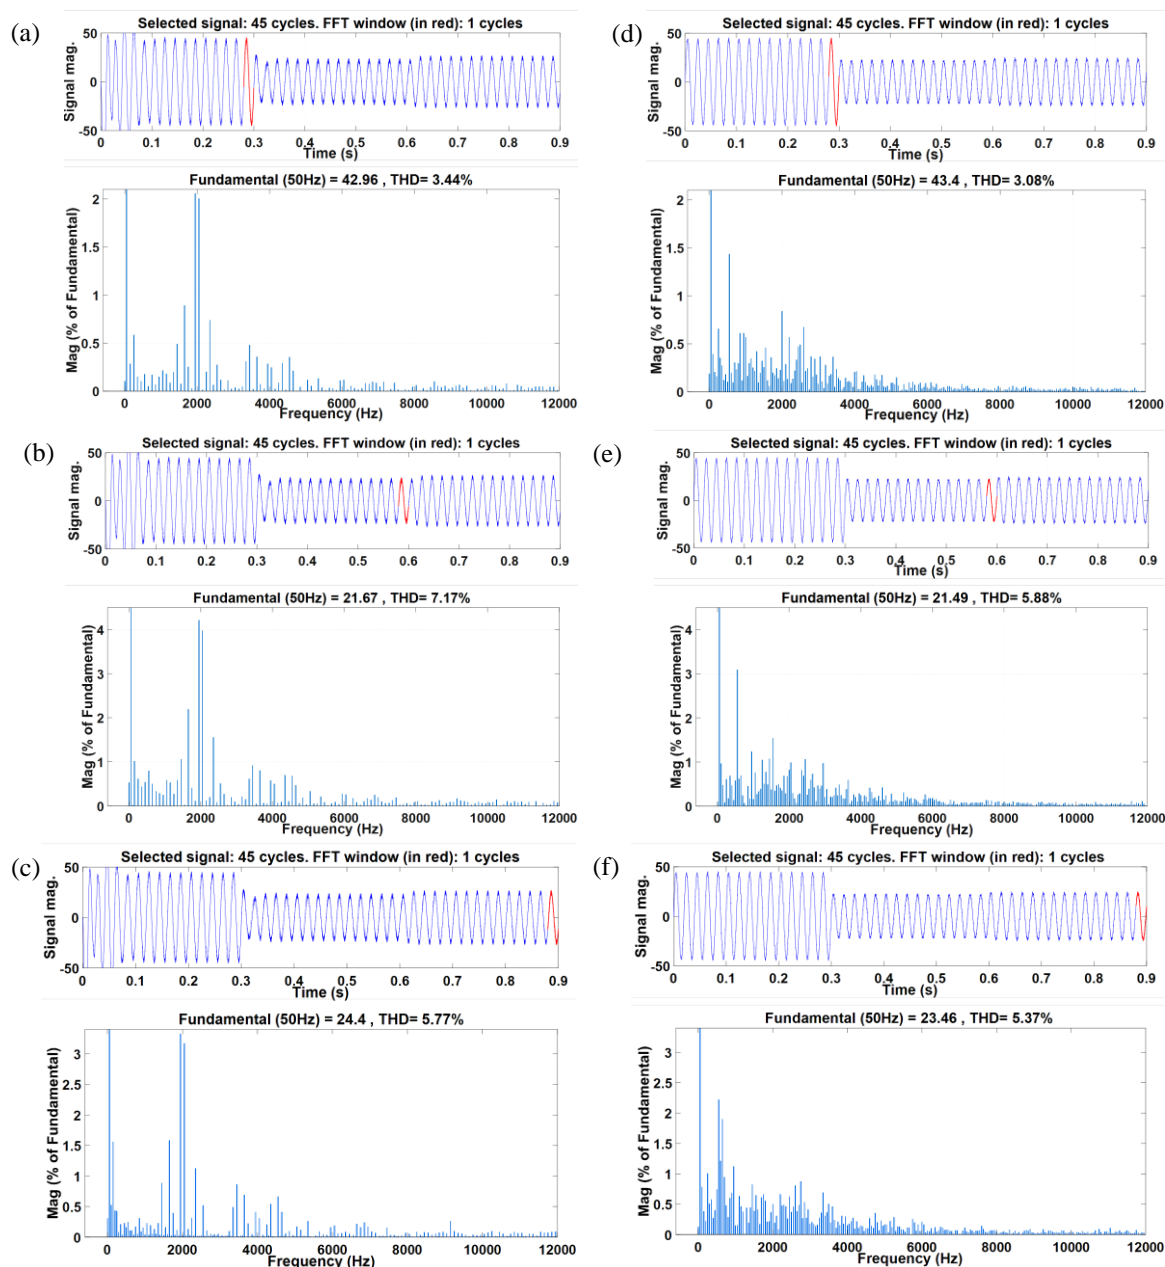 (a)
Selected signal: 45 cycles. FFT window (in red): 1 cycles
Signal mag.
50
0
-50
0 0.1 0.2 0.3 0.4 0.5 0.6 0.7 0.8 0.9
Time (s)
Fundamental (50Hz) = 42.96 , THD= 3.44%
Mag (% of Fundamental)
2
1.5
1
0.5
0
0 2000 4000 6000 8000 10000 12000
Frequency (Hz)
(d)
Selected signal: 45 cycles. FFT window (in red): 1 cycles
Signal mag.
50
0
-50
0 0.1 0.2 0.3 0.4 0.5 0.6 0.7 0.8 0.9
Time (s)
Fundamental (50Hz) = 43.4 , THD= 3.08%
Mag (% of Fundamental)
2
1.5
1
0.5
0
0 2000 4000 6000 8000 10000 12000
Frequency (Hz)
(b)
Selected signal: 45 cycles. FFT window (in red): 1 cycles
Signal mag.
50
0
-50
0 0.1 0.2 0.3 0.4 0.5 0.6 0.7 0.8 0.9
Time (s)
Fundamental (50Hz) = 21.67 , THD= 7.17%
Mag (% of Fundamental)
4
3
2
1
0
0 2000 4000 6000 8000 10000 12000
Frequency (Hz)
(e)
Selected signal: 45 cycles. FFT window (in red): 1 cycles
Signal mag.
50
0
-50
0 0.1 0.2 0.3 0.4 0.5 0.6 0.7 0.8 0.9
Time (s)
Fundamental (50Hz) = 21.49 , THD= 5.88%
Mag (% of Fundamental)
4
3
2
1
0
0 2000 4000 6000 8000 10000 12000
Frequency (Hz)
(c)
Selected signal: 45 cycles. FFT window (in red): 1 cycles
Signal mag.
50
0
-50
0 0.1 0.2 0.3 0.4 0.5 0.6 0.7 0.8 0.9
Time (s)
Fundamental (50Hz) = 24.4 , THD= 5.77%
Mag (% of Fundamental)
3
2.5
2
1.5
1
0.5
0
0 2000 4000 6000 8000 10000 12000
Frequency (Hz)
(f)
Selected signal: 45 cycles. FFT window (in red): 1 cycles
Signal mag.
50
0
-50
0 0.1 0.2 0.3 0.4 0.5 0.6 0.7 0.8 0.9
Time (s)
Fundamental (50Hz) = 23.46 , THD= 5.37%
Mag (% of Fundamental)
3
2.5
2
1.5
1
0.5
0
0 2000 4000 6000 8000 10000 12000
Frequency (Hz)